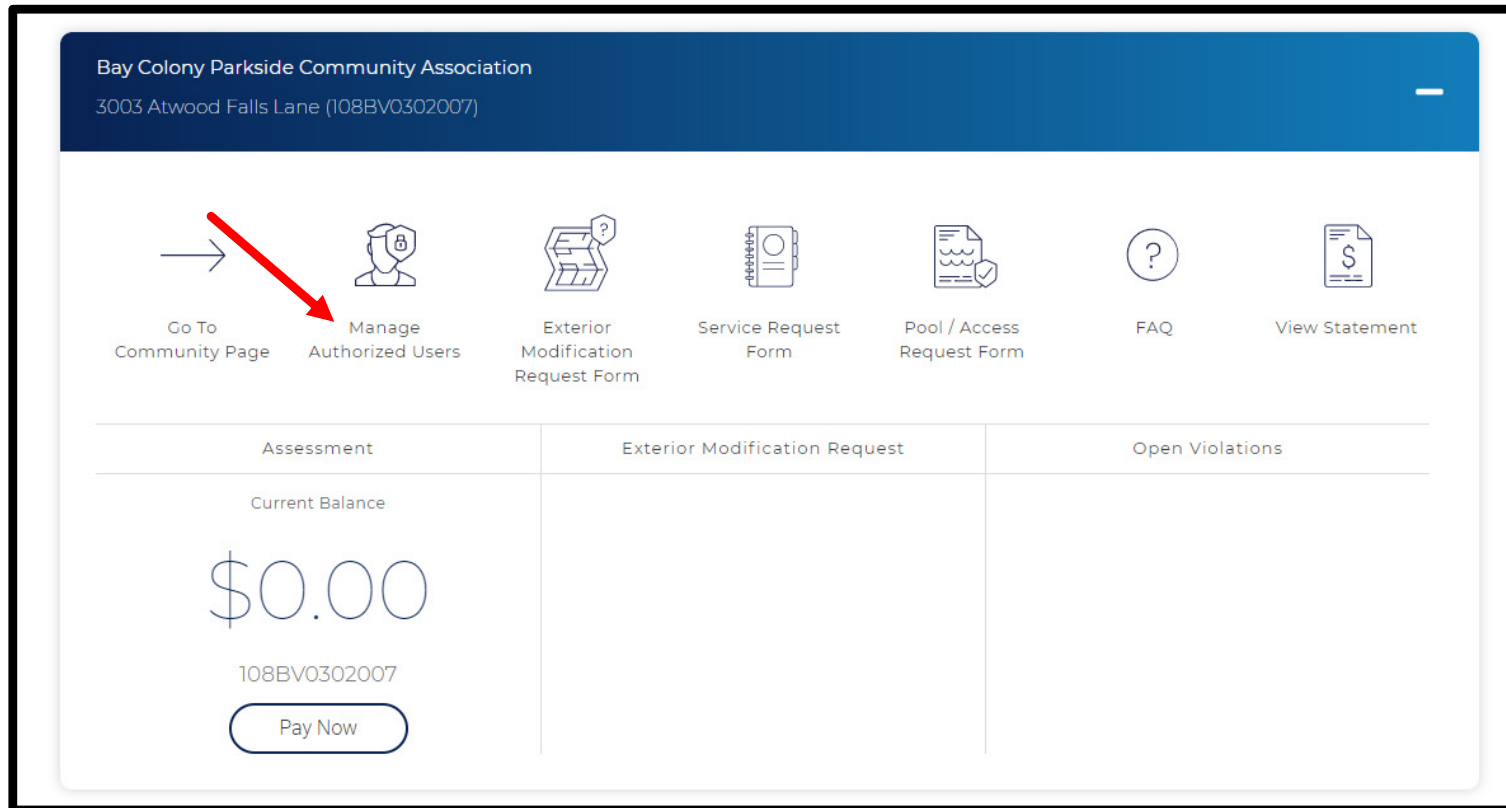 Bay Colony Parkside Community Association
3003 Atwood Falls Lane (108BV0302007)
?
?
$
Go To
Community Page
Manage
Authorized Users
Exterior
Modification
Request Form
Service Request
Form
Pool / Access
Request Form
FAQ
View Statement
Assessment
Exterior Modification Request
Open Violations
Current Balance
$0.00
108BV0302007
Pay Now